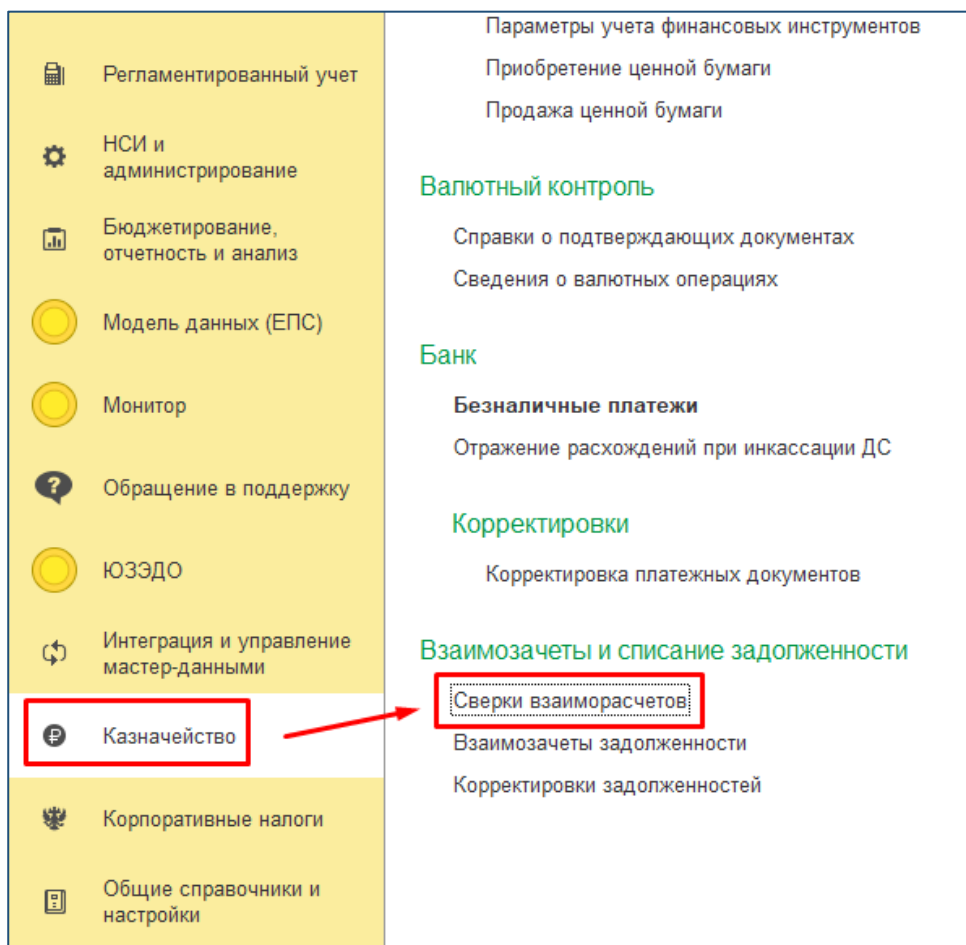 Регламентированный учет
НСИ и
администрирование
Бюджетирование,
отчетность и анализ
Модель данных (ЕПС)
Монитор
Обращение в поддержку
ЮЗЭДО
Интеграция и управление
мастер-данными
Казначейство
Корпоративные налоги
Общие справочники и
настройки
Параметры учета финансовых инструментов
Приобретение ценной бумаги
Продажа ценной бумаги
Валютный контроль
Справки о подтверждающих документах
Сведения о валютных операциях
Банк
Безналичные платежи
Отражение расхождений при инкассации ДС
Корректировки
Корректировка платежных документов
Взаимозачеты и списание задолженности
Сверки взаиморасчетов
Взаимозачеты задолженности
Корректировки задолженностей